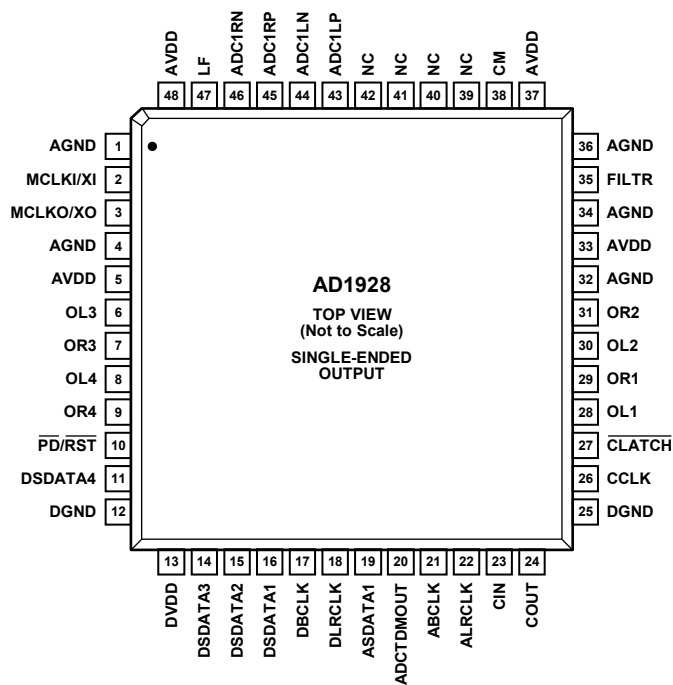 AVDD
LF
ADC1RN
ADC1RP
ADC1LN
ADC1LP
NC
NC
NC
NC
CM
AVDD
48 47 46 45 44 43 42 41 40 39 38 37
AGND 1
MCLKI/XI 2
MCLKO/XO 3
AGND 4
AVDD 5
OL3 6
OR3 7
OL4 8
OR4 9
PD/RST 10
DSDATA4 11
DGND 12
AD1928
TOP VIEW
(Not to Scale)
SINGLE-ENDED
OUTPUT
36 AGND
35 FILTR
34 AGND
33 AVDD
32 AGND
31 OR2
30 OL2
29 OR1
28 OL1
27 CLATCH
26 CCLK
25 DGND
13 14 15 16 17 18 19 20 21 22 23 24
DVDD
DSDATA3
DSDATA2
DSDATA1
DBCLK
DLRCLK
ASDATA1
ADCTDMOUT
ABCLK
ALRCLK
CIN
COUT